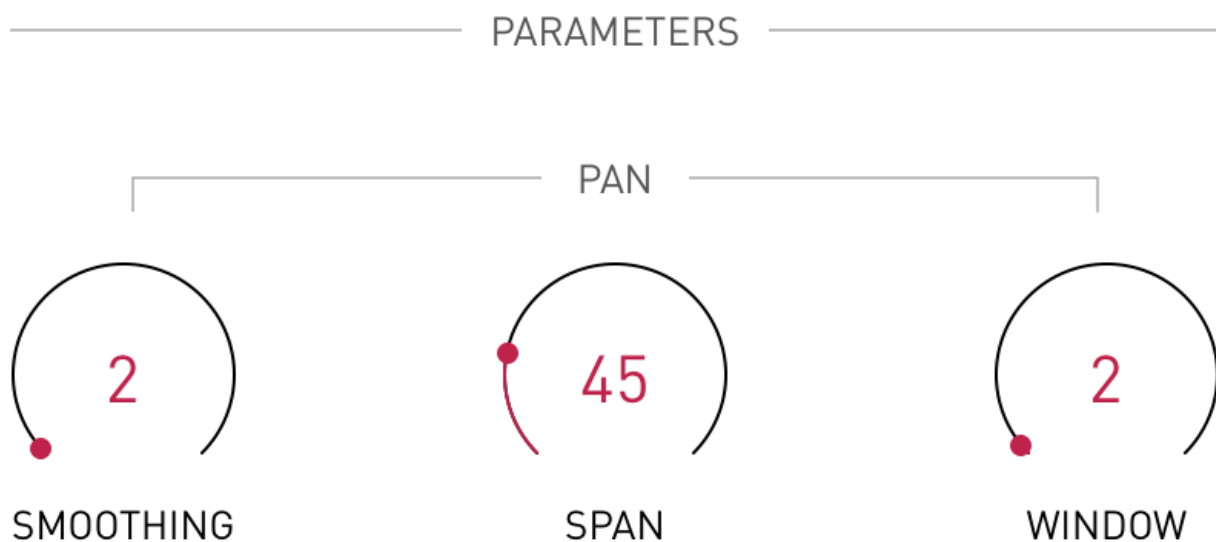 PARAMETERS
PAN
2 45 2
SMOOTHING SPAN WINDOW